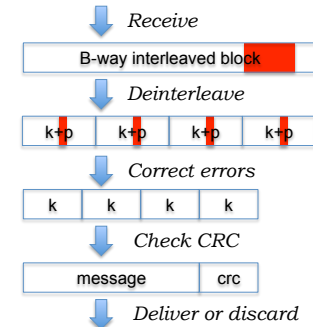 Receive
B-way interleaved block
Deinterleave
k+p k+p k+p k+p
Correct errors
k k k k
Check CRC
message crc
Deliver or discard